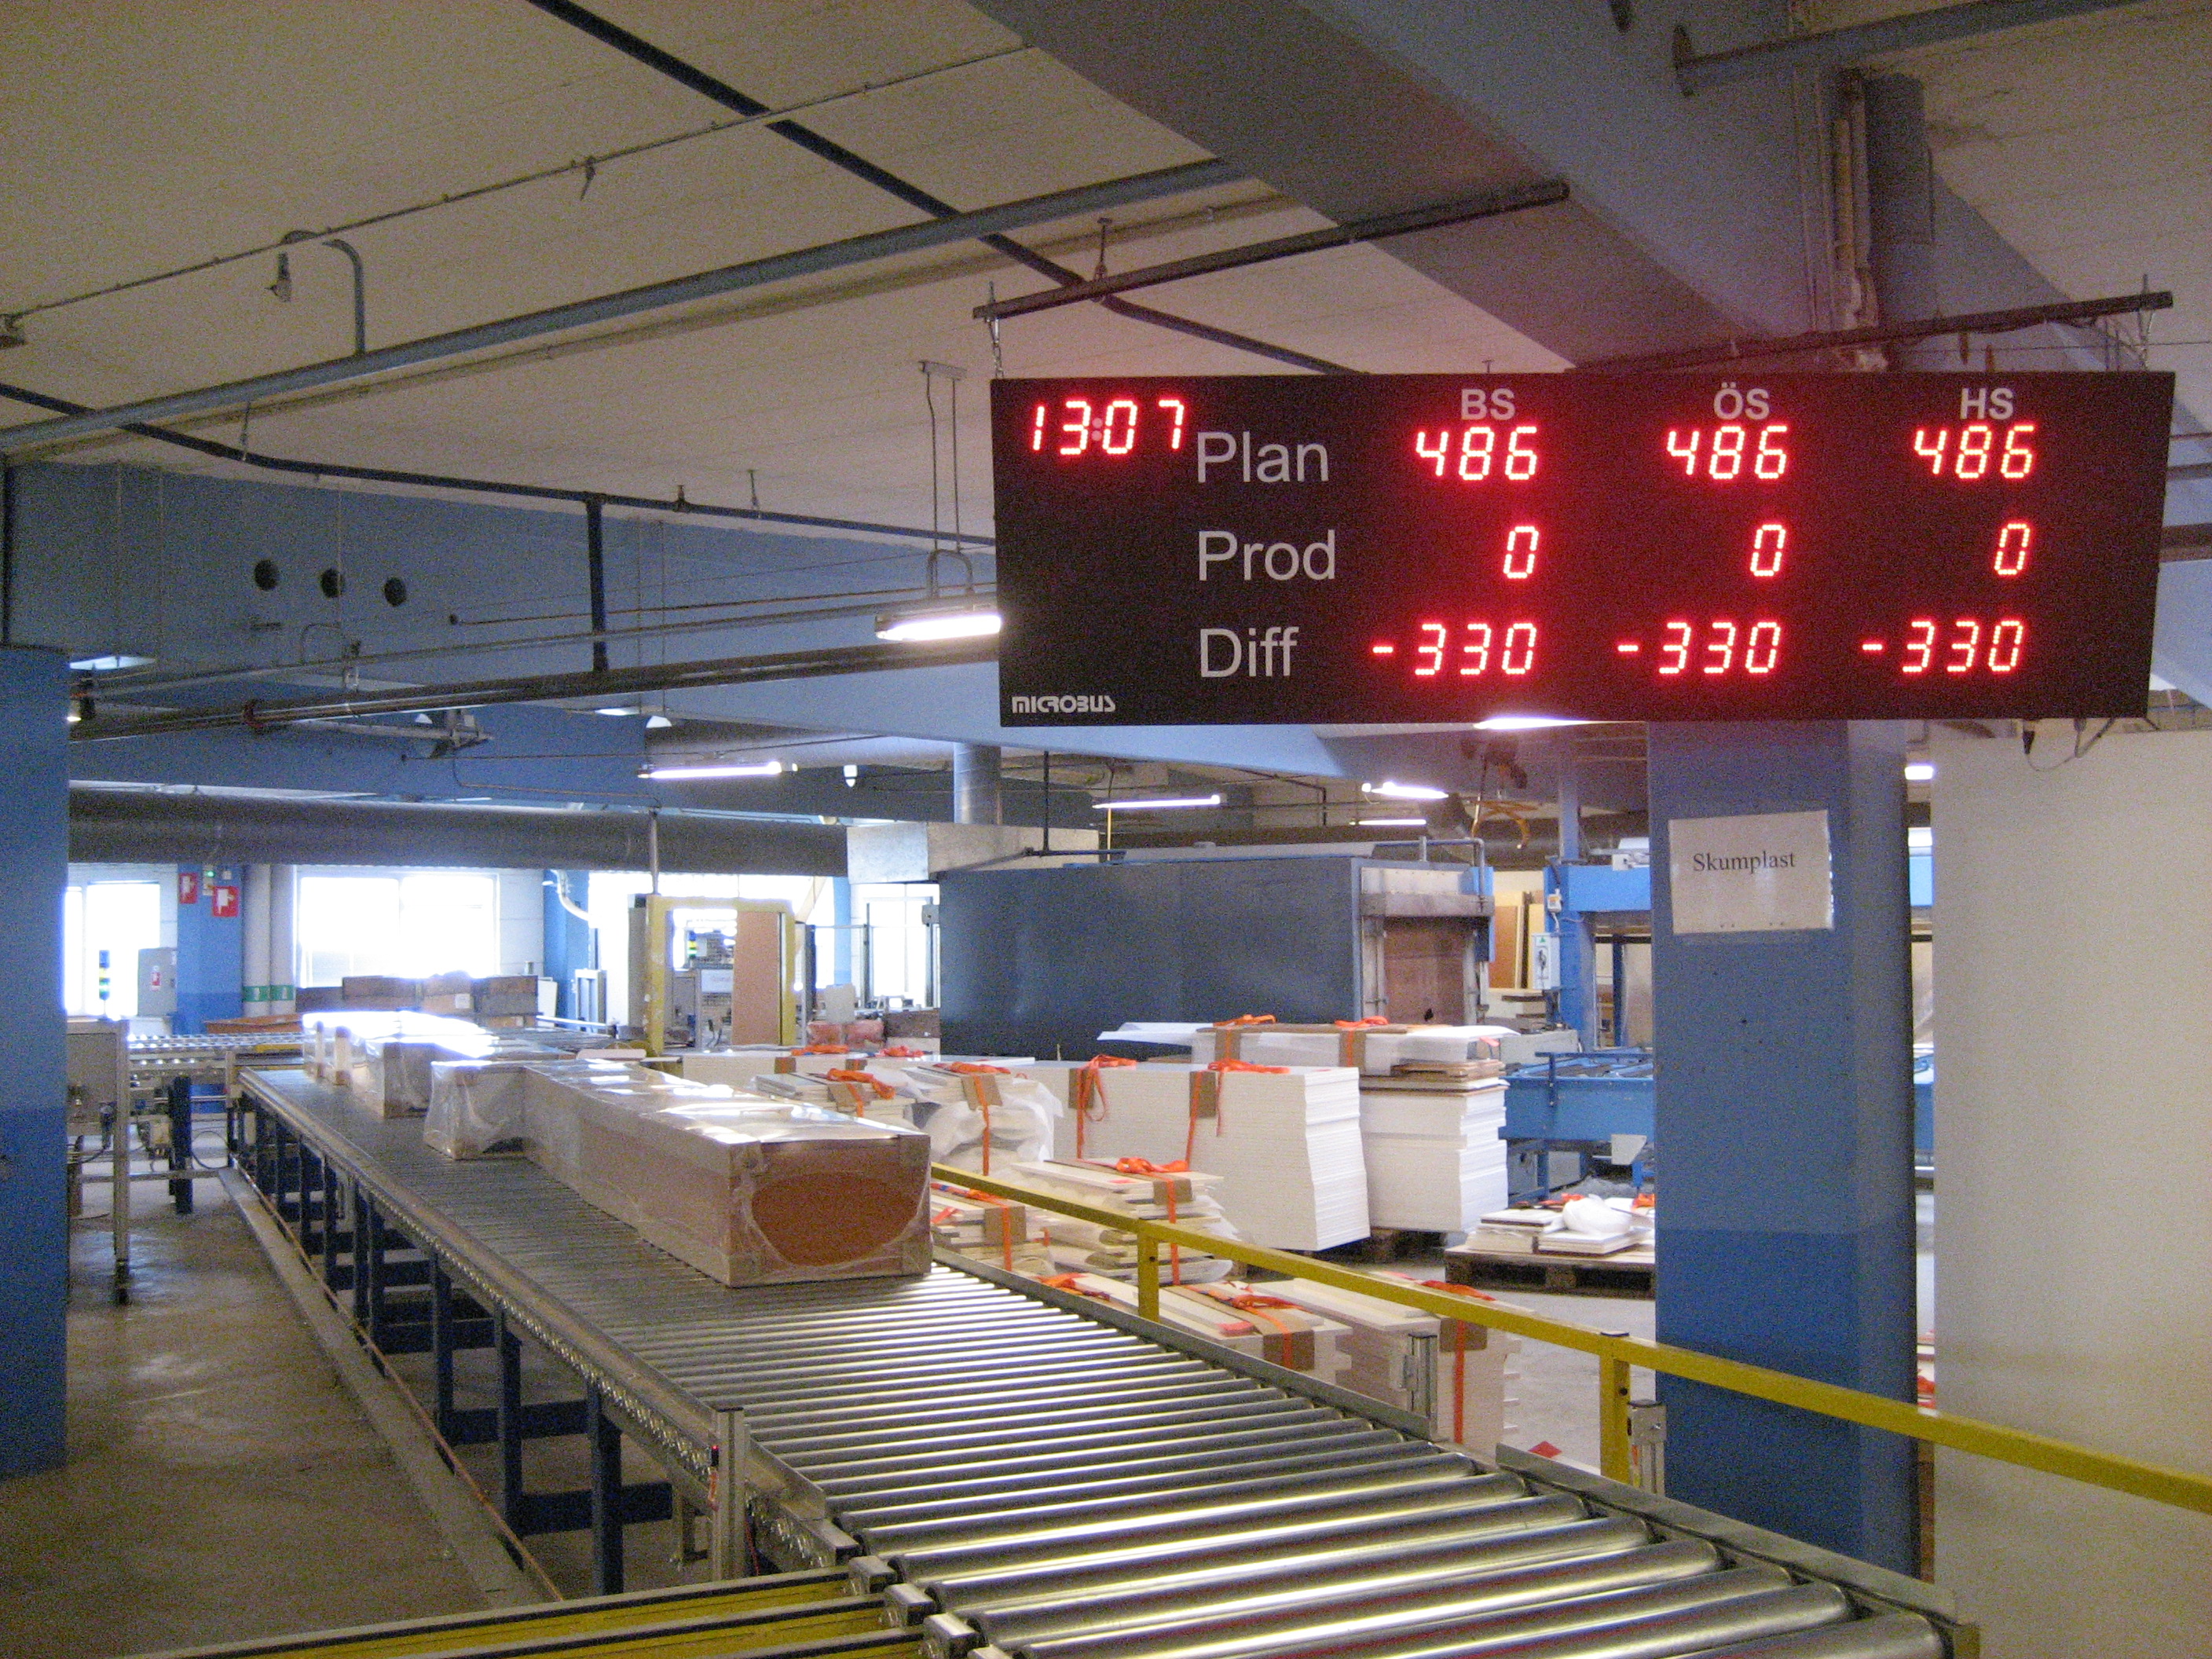 BS ÖS HS
13:07 Plan 486 486 486
Prod 0 0 0
Diff -330 -330 -330
MICROBUS
Skumplast